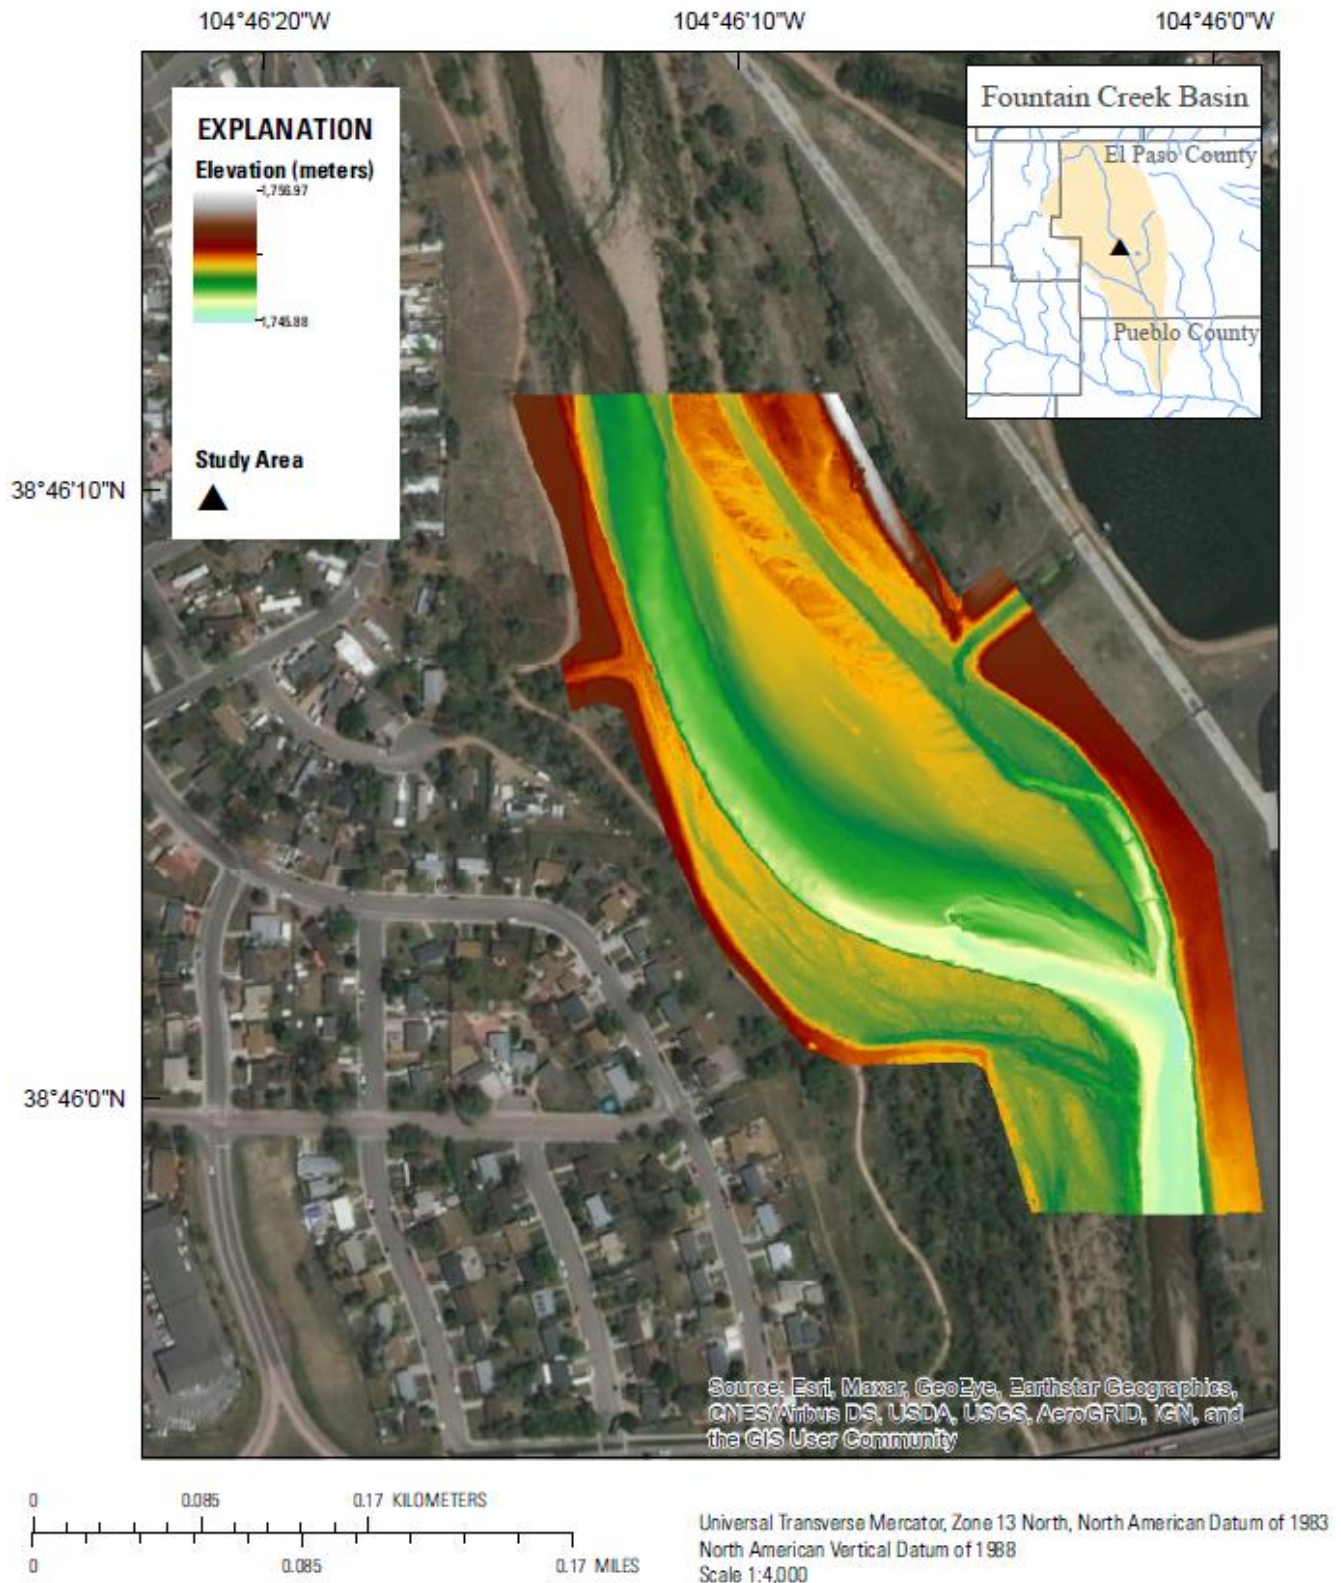 104°46'20"W 104°46'10"W 104°46'0"W
EXPLANATION
Elevation (meters)
1,756.97
1,745.88
Study Area
Fountain Creek Basin
El Paso County
Pueblo County
38°46'10"N
38°46'0"N
Source: Esri, Maxar, GeoEye, Earthstar Geographics,
CNES/Airbus DS, USDA, USGS, AeroGRID, IGN, and
the GIS User Community
0 0.085 0.17 KILOMETERS
0 0.085 0.17 MILES
Universal Transverse Mercator, Zone 13 North, North American Datum of 1983
North American Vertical Datum of 1988
Scale 1:4,000